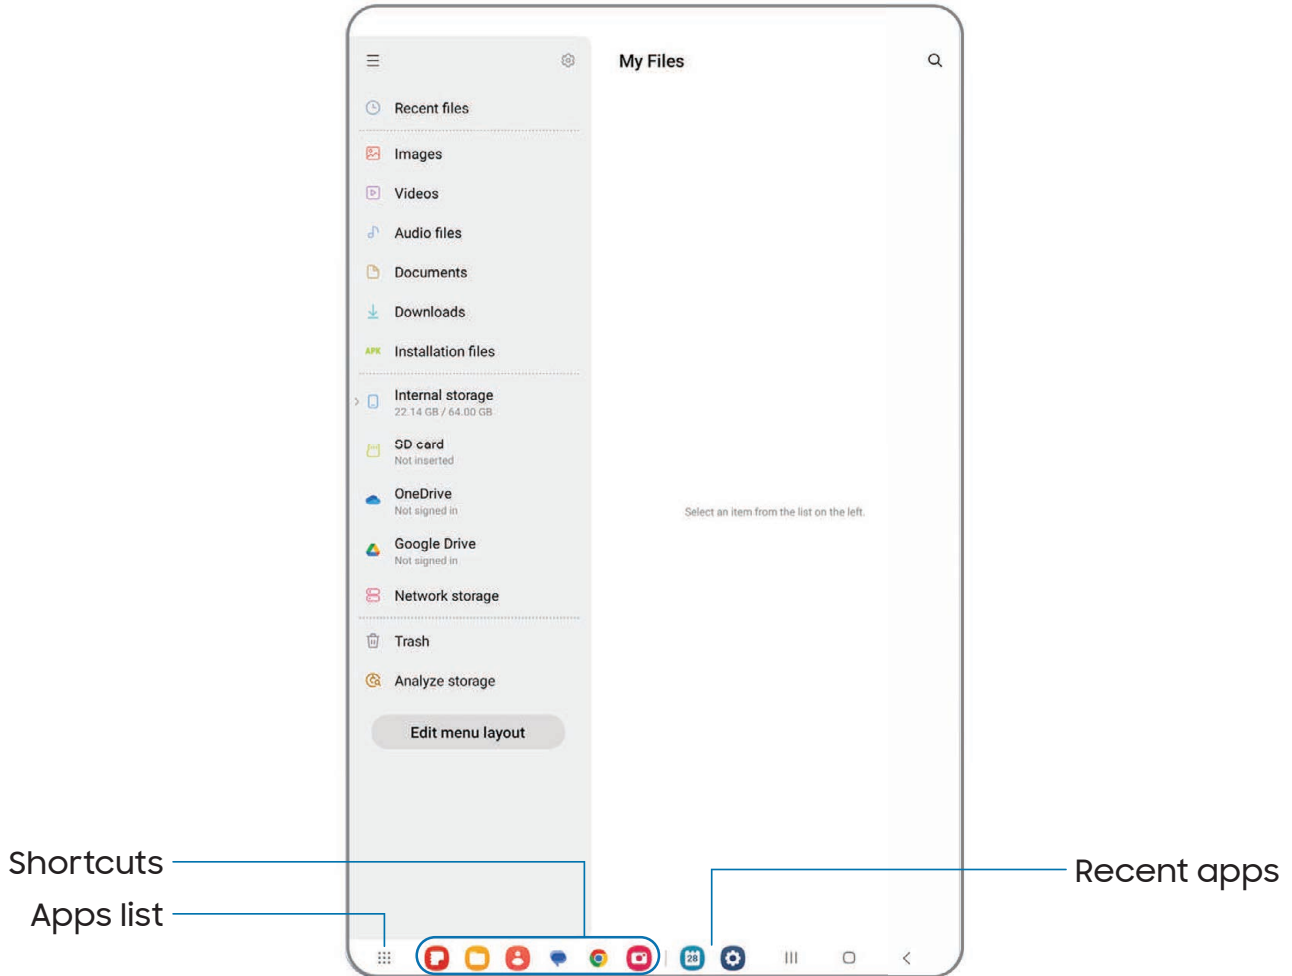 My Files
Recent files
Images
Videos
Audio files
Documents
Downloads
APK
Installation files
Internal storage
22.14 GB / 64.00 GB
SD card
Not inserted
OneDrive
Not signed in
Select an item from the list on the left.
Google Drive
Not signed in
Network storage
Trash
Analyze storage
Edit menu layout
Shortcuts
Recent apps
Apps list
28